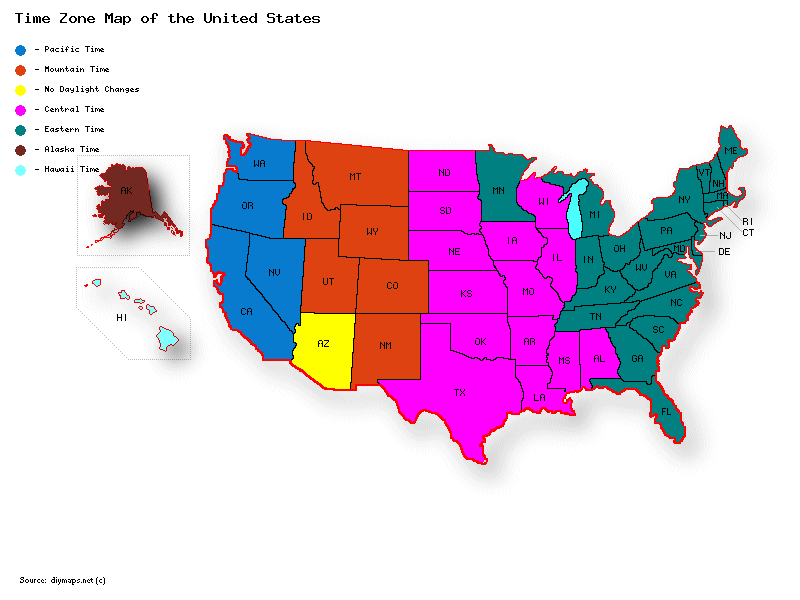 Time Zone Map of the United States
- Pacific Time
- Mountain Time
- No Daylight Changes
- Central Time
- Eastern Time
- Alaska Time
- Hawaii Time
WA
MT
ND
MN
ME
VT
NH
AK
OR
ID
SD
WI
MI
NY
MA
RI
CT
WY
NE
IA
PA
NJ
NV
UT
CO
IL
IN
OH
MD
DE
WV
VA
CA
KS
MO
KY
NC
HI
AZ
NM
OK
AR
TN
SC
MS
AL
GA
TX
LA
FL
Source: diymaps.net (c)